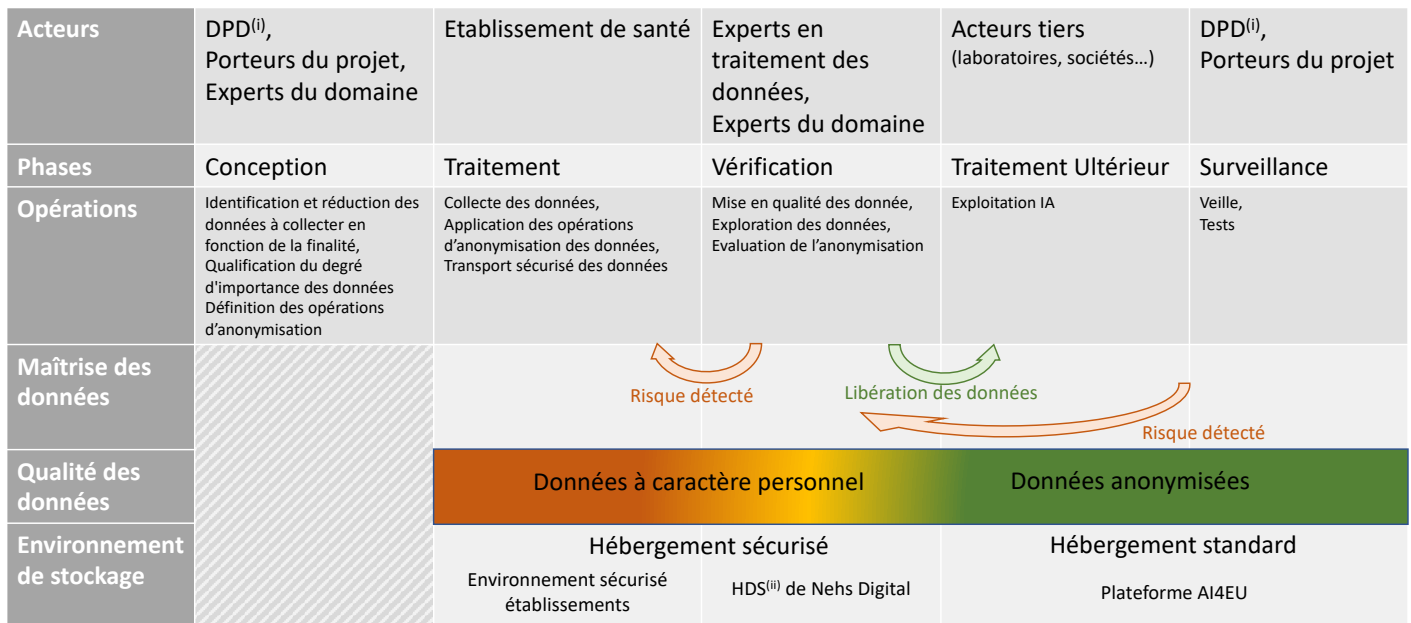 Acteurs
DPD(i),
Porteurs du projet,
Experts du domaine
Etablissement de santé
Experts en
traitement des
données,
Experts du domaine
Acteurs tiers
(laboratoires, sociétés…)
DPD(i),
Porteurs du projet
Phases
Conception
Traitement
Vérification
Traitement Ultérieur
Surveillance
Opérations
Identification et réduction des
données à collecter en
fonction de la finalité,
Qualification du degré
d'importance des données
Définition des opérations
d’anonymisation
Collecte des données,
Application des opérations
d’anonymisation des données,
Transport sécurisé des données
Mise en qualité des donnée,
Exploration des données,
Evaluation de l’anonymisation
Exploitation IA
Veille,
Tests
Maîtrise des
données
Risque détecté
Libération des données
Risque détecté
Qualité des
données
Données à caractère personnel
Données anonymisées
Environnement
de stockage
Hébergement sécurisé
Environnement sécurisé
établissements
HDS(ii) de Nehs Digital
Hébergement standard
Plateforme AI4EU